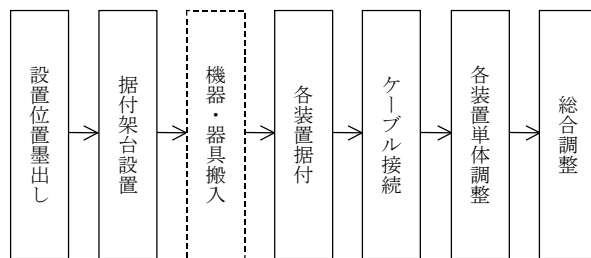 設置位置墨出し
据付架台設置
機器・器具搬入
各装置据付
ケーブル接続
各装置単体調整
総合調整